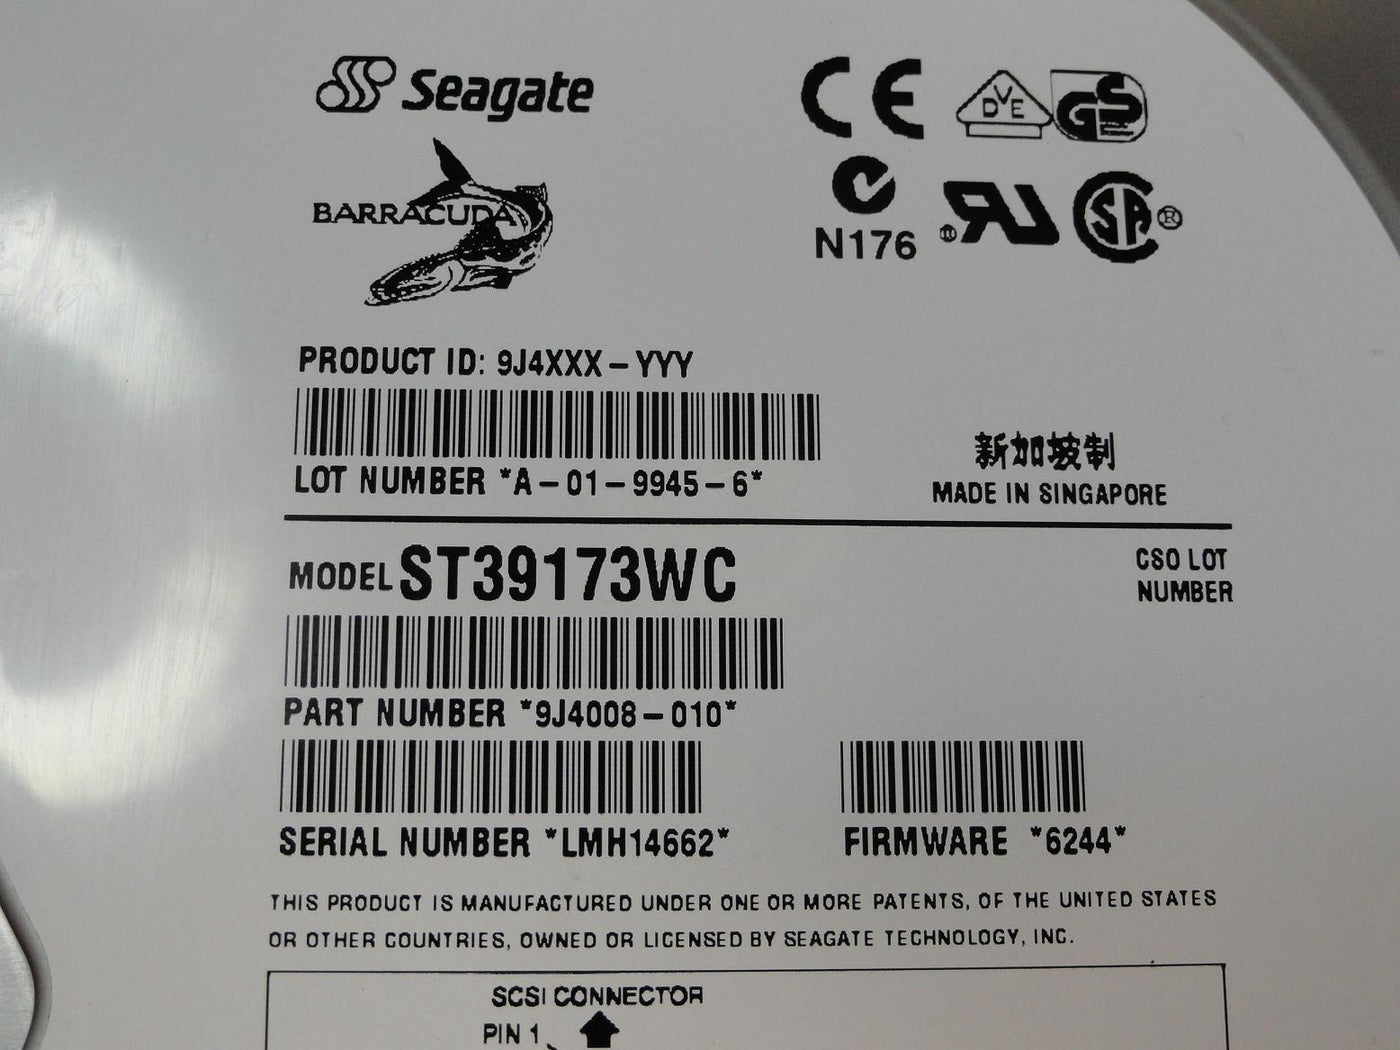 Seagate
CE
DVE GS
BARRACUDA
N176
RU ® SA ®
PRODUCT ID: 9J4XXX-YYY
LOT NUMBER *A-01-9945-6*
新加坡制
MADE IN SINGAPORE
MODEL ST39173WC
CSO LOT
NUMBER
PART NUMBER *9J4008-010*
SERIAL NUMBER *LMH14662*
FIRMWARE *6244*
THIS PRODUCT IS MANUFACTURED UNDER ONE OR MORE PATENTS, OF THE UNITED STATES
OR OTHER COUNTRIES, OWNED OR LICENSED BY SEAGATE TECHNOLOGY, INC.
SCSI CONNECTOR
PIN 1